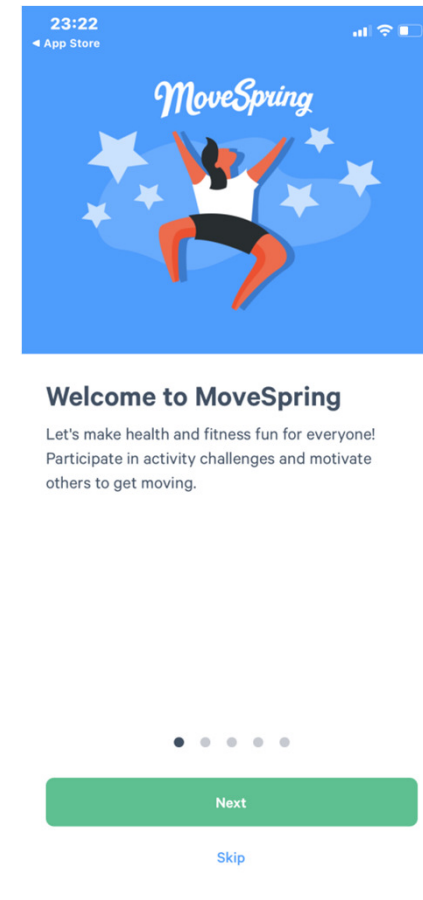 23:22
◀ App Store
MoveSpring
Welcome to MoveSpring
Let's make health and fitness fun for everyone!
Participate in activity challenges and motivate
others to get moving.
Next
Skip